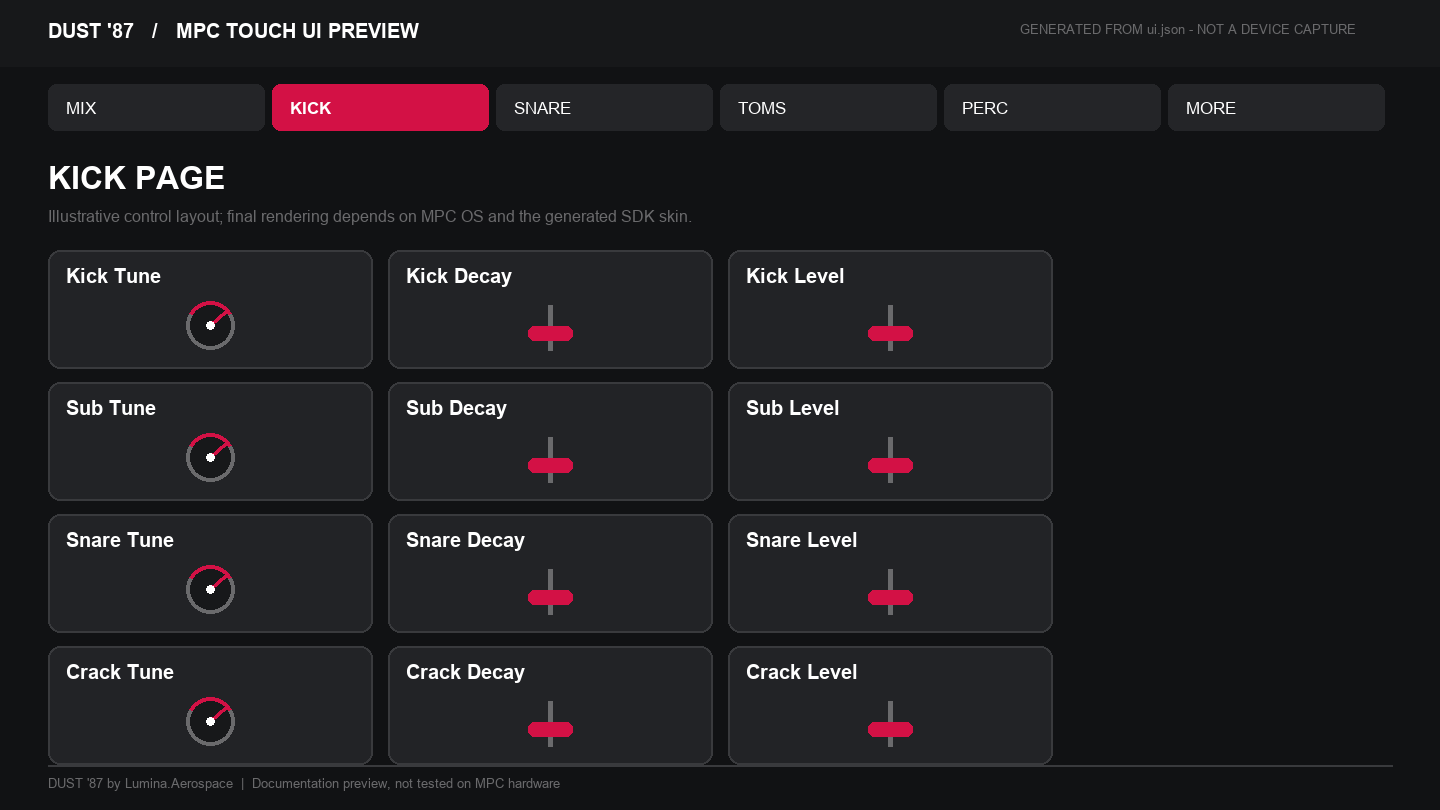 DUST '87 / MPC TOUCH UI PREVIEW
GENERATED FROM ui.json - NOT A DEVICE CAPTURE
MIX KICK SNARE TOMS PERC MORE
KICK PAGE
Illustrative control layout; final rendering depends on MPC OS and the generated SDK skin.
Kick Tune Kick Decay Kick Level
Sub Tune Sub Decay Sub Level
Snare Tune Snare Decay Snare Level
Crack Tune Crack Decay Crack Level
DUST '87 by Lumina.Aerospace | Documentation preview, not tested on MPC hardware